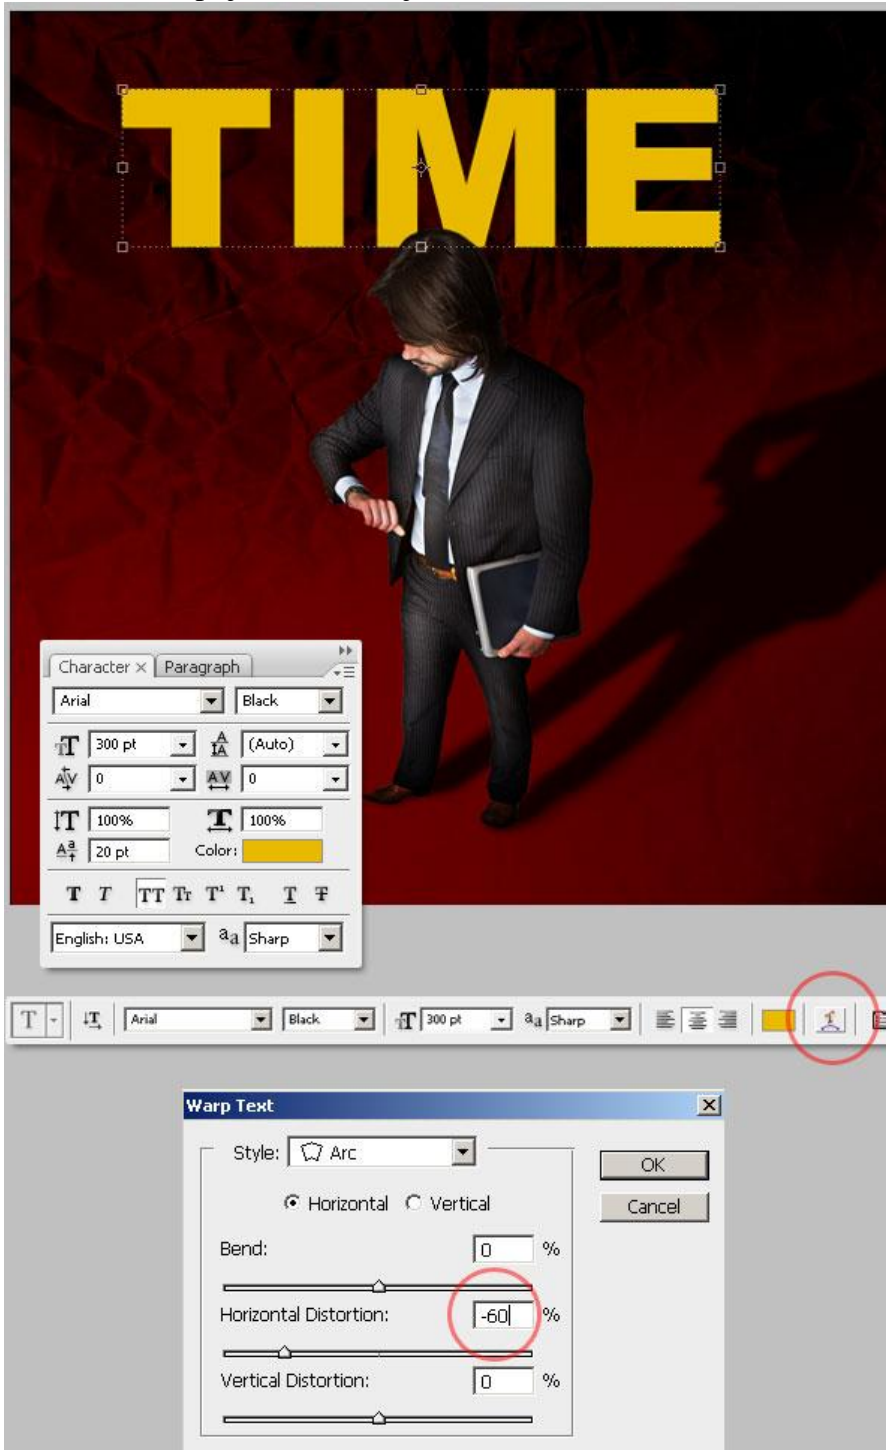 TIME
Character × Paragraph
Arial Black
300 pt (Auto)
0 0
100% 100%
20 pt Color:
T T TT Tr T¹ T₁ T T
English: USA aa Sharp
T T Arial Black 300 pt aa Sharp
Warp Text
Style: Arc
OK
Horizontal Vertical
Cancel
Bend: 0 %
Horizontal Distortion: -60 %
Vertical Distortion: 0 %